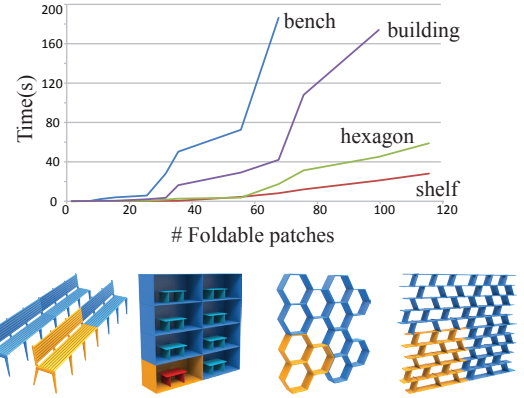 200
160
120
80
40
0
Time(s)
bench
building
hexagon
shelf
0 20 40 60 80 100 120
# Foldable patches